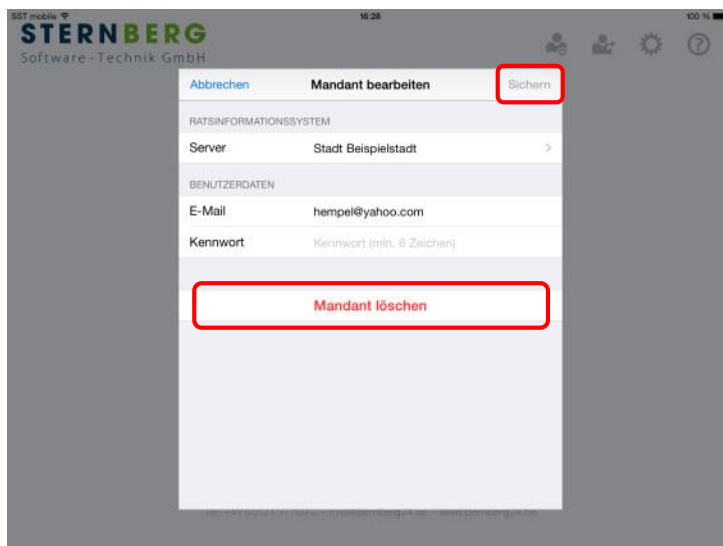 SST mobile 16:28 100 %
STERNBERG
Software-Technik GmbH
Abbrechen Mandant bearbeiten Sichern
RATSINFORMATIONSSYSTEM
Server Stadt Beispielstadt
BENUTZERDATEN
E-Mail hempel@yahoo.com
Kennwort Kennwort (min. 6 Zeichen)
Mandant löschen